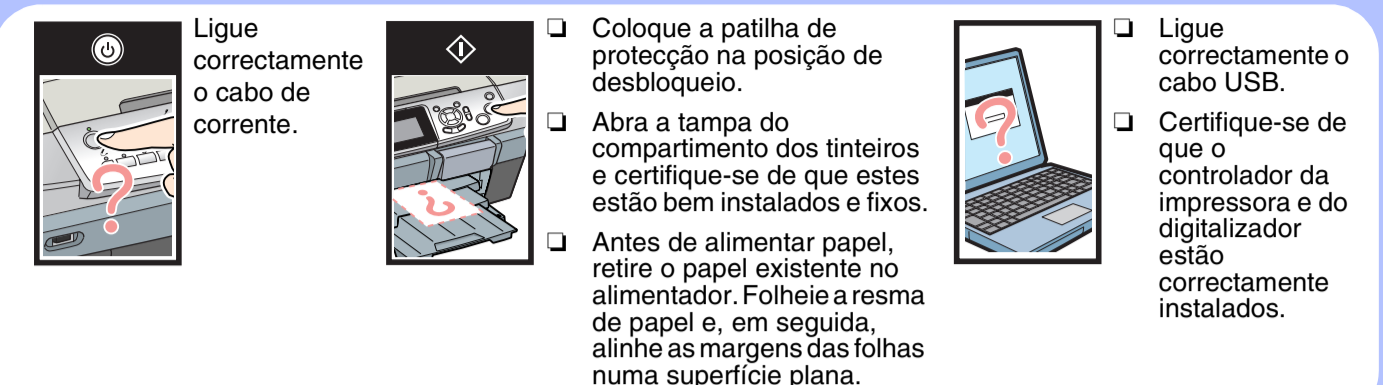 Ligue
correctamente
o cabo de
corrente.
❏ Coloque a patilha de
protecção na posição de
desbloqueio.
❏ Abra a tampa do
compartimento dos tinteiros
e certifique-se de que estes
estão bem instalados e fixos.
❏ Antes de alimentar papel,
retire o papel existente no
alimentador. Folheie a resma
de papel e, em seguida,
alinhe as margens das folhas
numa superfície plana.
❏ Ligue
correctamente o
cabo USB.
❏ Certifique-se de
que o
controlador da
impressora e do
digitalizador
estão
correctamente
instalados.